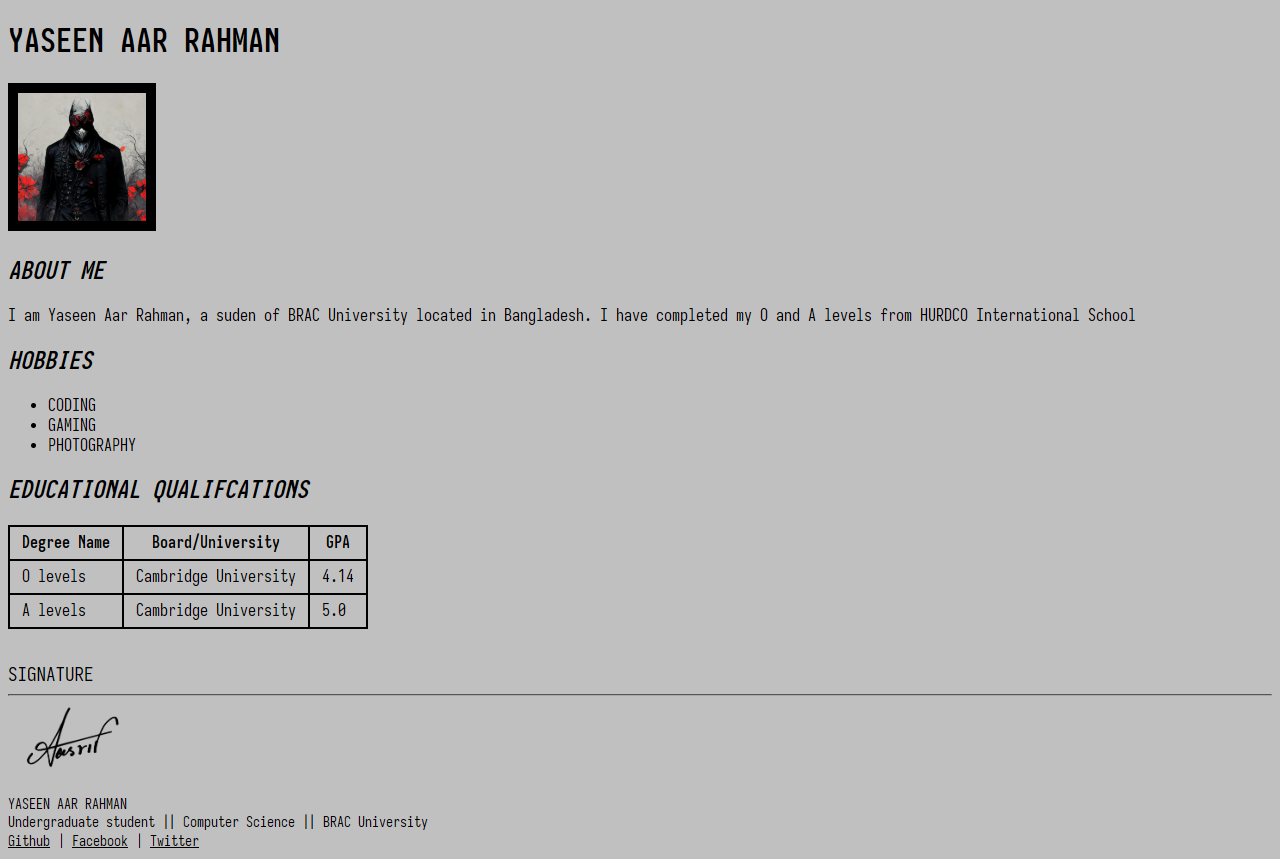 YASEEN AAR RAHMAN
ABOUT ME
I am Yaseen Aar Rahman, a suden of BRAC University located in Bangladesh. I have completed my O and A levels from HURDCO International School
HOBBIES
• CODING
• GAMING
• PHOTOGRAPHY
EDUCATIONAL QUALIFCATIONS
Degree Name Board/University GPA
O levels Cambridge University 4.14
A levels Cambridge University 5.0
SIGNATURE
YASEEN AAR RAHMAN
Undergraduate student || Computer Science || BRAC University
Github | Facebook | Twitter